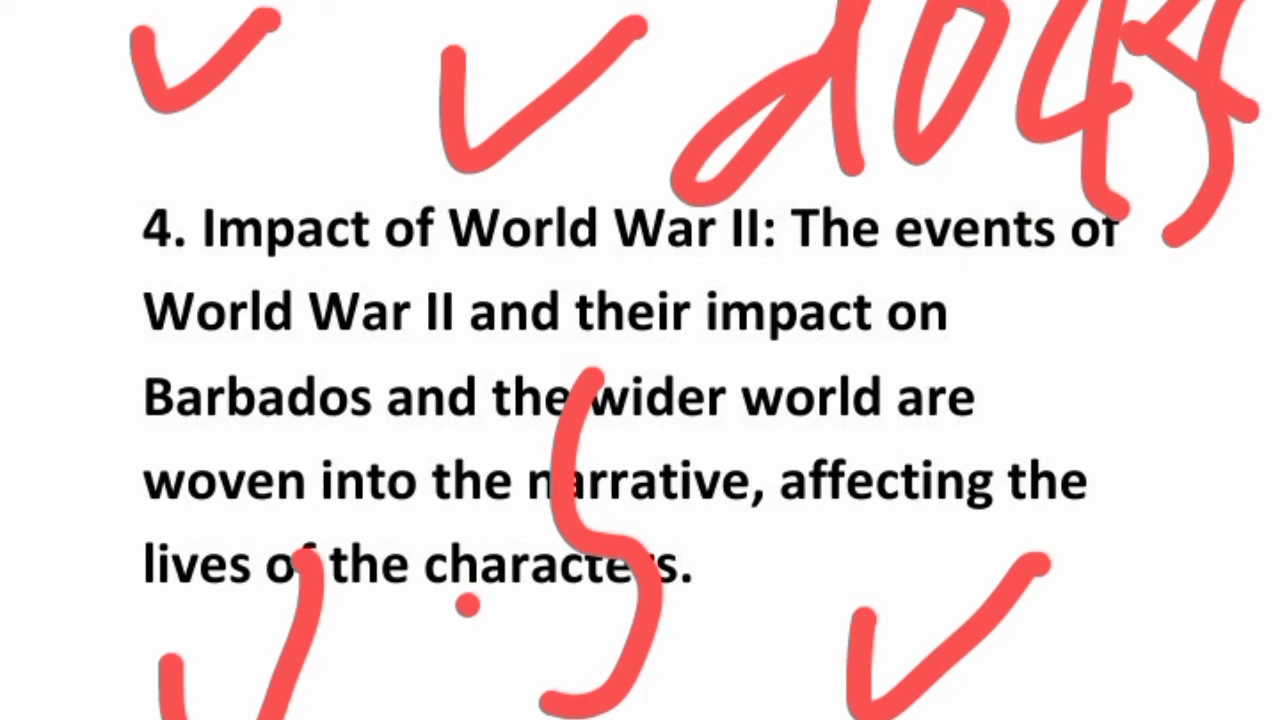 4. Impact of World War II: The events of
World War II and their impact on
Barbados and the wider world are
woven into the narrative, affecting the
lives of the characters.